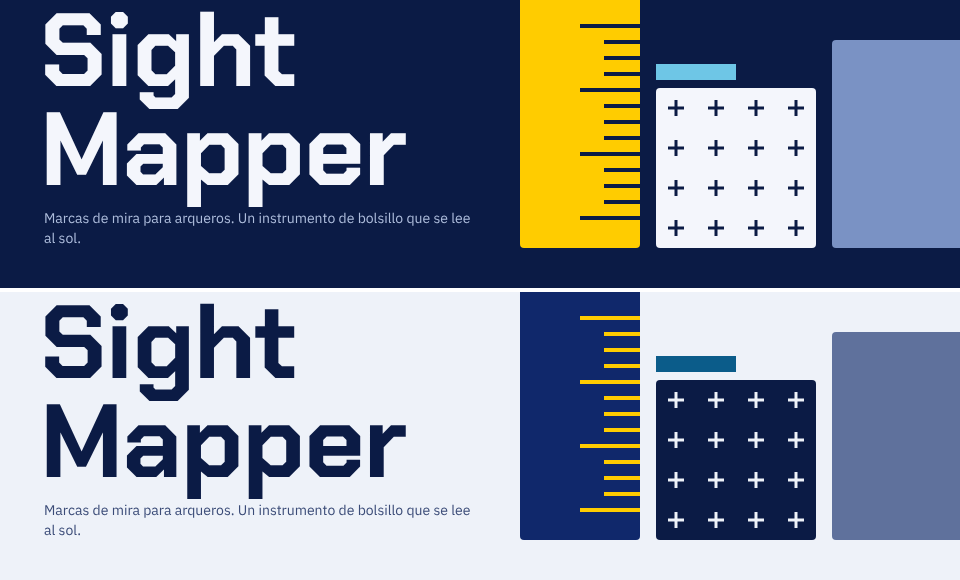 Sight
Mapper
Marcas de mira para arqueros. Un instrumento de bolsillo que se lee
al sol.
Sight
Mapper
Marcas de mira para arqueros. Un instrumento de bolsillo que se lee
al sol.